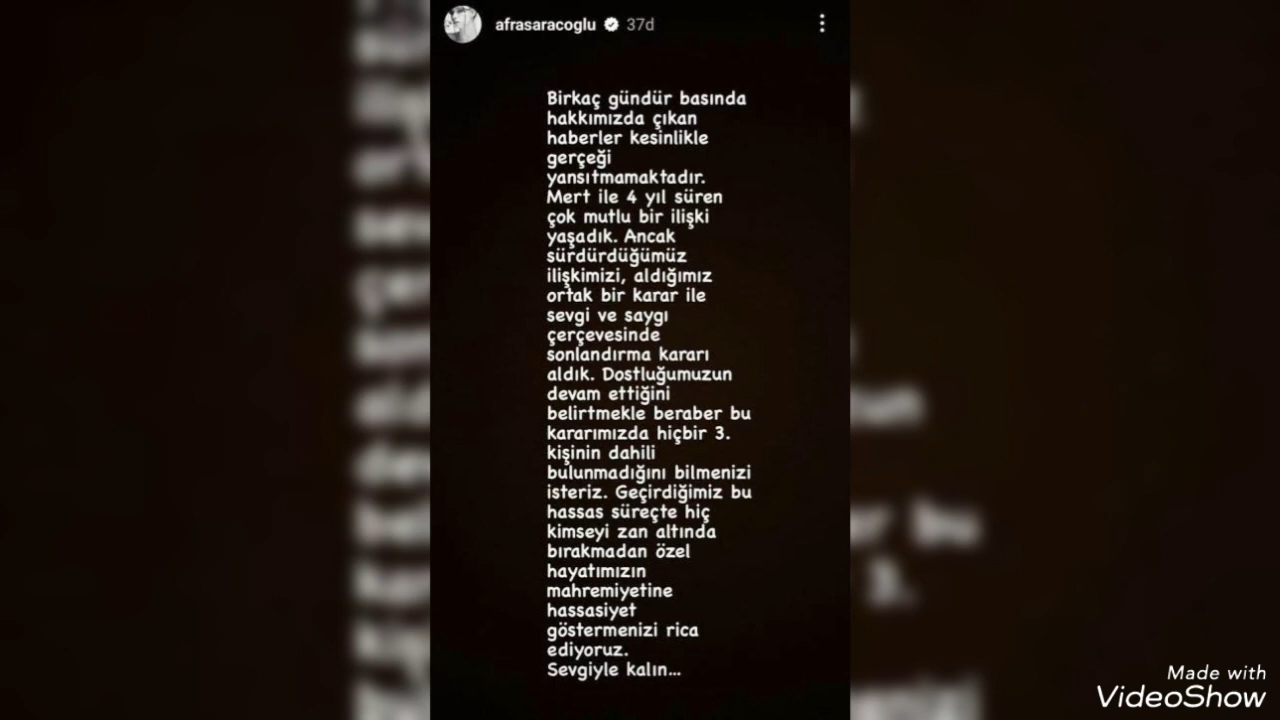 afrasaracoglu 37d
Birkaç gündür basında
hakkımızda çıkan
haberler kesinlikle
gerçeği
yansıtmamaktadır.
Mert ile 4 yıl süren
çok mutlu bir ilişki
yaşadık. Ancak
sürdürdüğümüz
ilişkimizi, aldığımız
ortak bir karar ile
sevgi ve saygı
çerçevesinde
sonlandırma kararı
aldık. Dostluğumuzun
devam ettiğini
belirtmekle beraber bu
kararımızda hiçbir 3.
kişinin dahili
bulunmadığını bilmenizi
isteriz. Geçirdiğimiz bu
hassas süreçte hiç
kimseyi zan altında
bırakmadan özel
hayatımızın
mahremiyetine
hassasiyet
göstermenizi rica
ediyoruz.
Sevgiyle kalın...
Made with
VideoShow